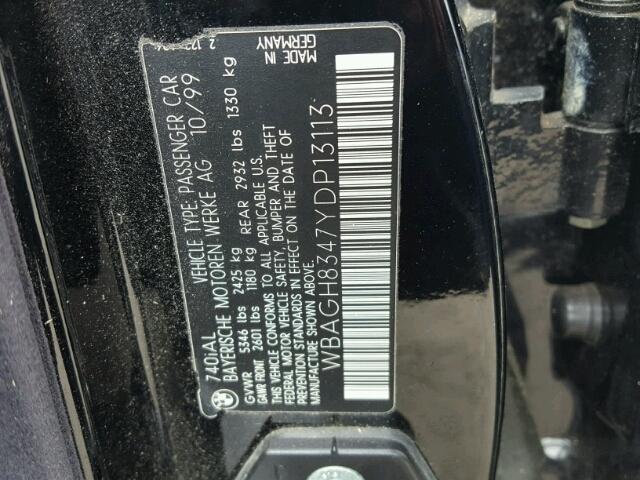 740iAL VEHICLE TYPE: PASSENGER CAR
BAYERISCHE MOTOREN WERKE AG 10/99
GVWR 5346 lbs 2425 kg
GAWR FRONT 2601 lbs 1180 kg REAR 2932 lbs 1330 kg
THIS VEHICLE CONFORMS TO ALL APPLICABLE U.S.
FEDERAL MOTOR VEHICLE SAFETY, BUMPER AND THEFT
PREVENTION STANDARDS IN EFFECT ON THE DATE OF
MANUFACTURE SHOWN ABOVE.
WBAGH8347YDP13113
MADE IN
GERMANY